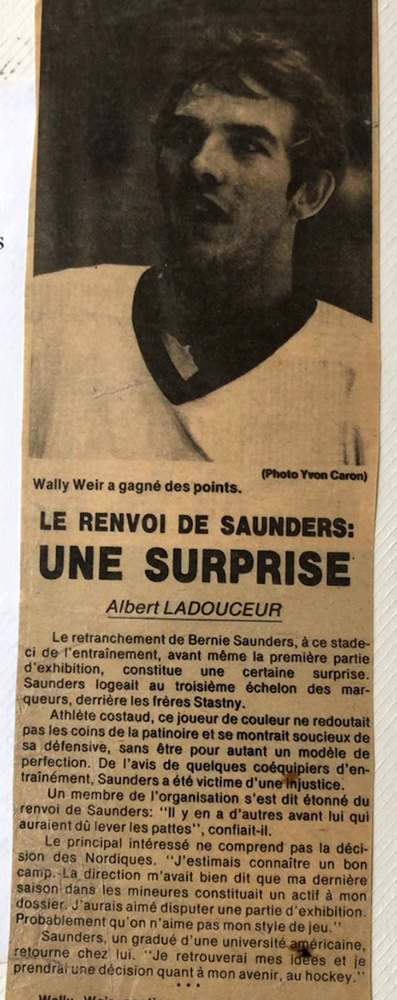 s
(Photo Yvon Caron)
Wally Weir a gagné des points.
LE RENVOI DE SAUNDERS:
UNE SURPRISE
Albert LADOUCEUR
Le retranchement de Bernie Saunders, à ce stade-
ci de l'entraînement, avant même la première partie
d'exhibition, constitue une certaine surprise.
Saunders logeait au troisième échelon des mar-
queurs, derrière les frères Stastny.
Athlète costaud, ce joueur de couleur ne redoutait
pas les coins de la patinoire et se montrait soucieux de
sa défensive, sans être pour autant un modèle de
perfection. De l'avis de quelques coéquipiers d'en-
traînement, Saunders a été victime d'une injustice.
Un membre de l'organisation s'est dit étonné du
renvoi de Saunders: "Il y en a d'autres avant lui qui
auraient dû lever les pattes", confiait-il.
Le principal intéressé ne comprend pas la déci-
sion des Nordiques. "J'estimais connaître un bon
camp. La direction m'avait bien dit que ma dernière
saison dans les mineures constituait un actif à mon
dossier. J'aurais aimé disputer une partie d'exhibition.
Probablement qu'on n'aime pas mon style de jeu."
Saunders, un gradué d'une université américaine,
retourne chez lui. "Je retrouverai mes idées et je
prendrai une décision quant à mon avenir, au hockey."
• • •
Wally Weir